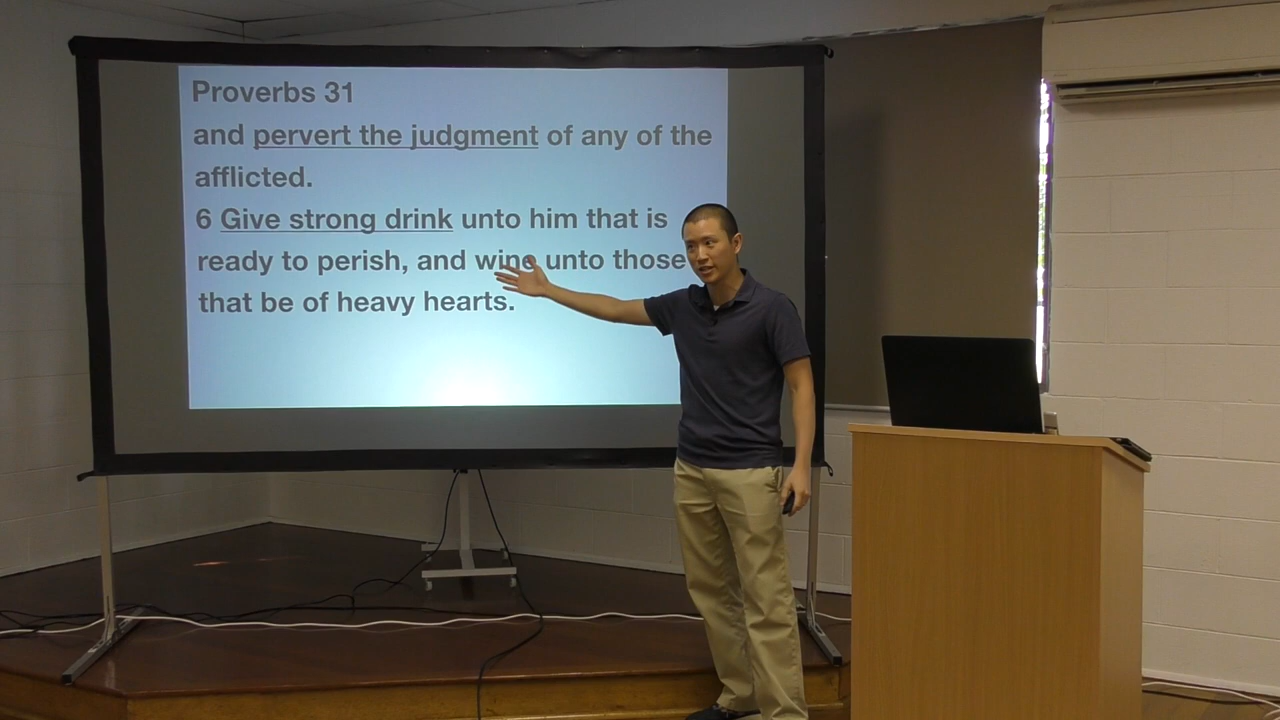 Proverbs 31
and pervert the judgment of any of the
afflicted.
6 Give strong drink unto him that is
ready to perish, and wine unto those
that be of heavy hearts.